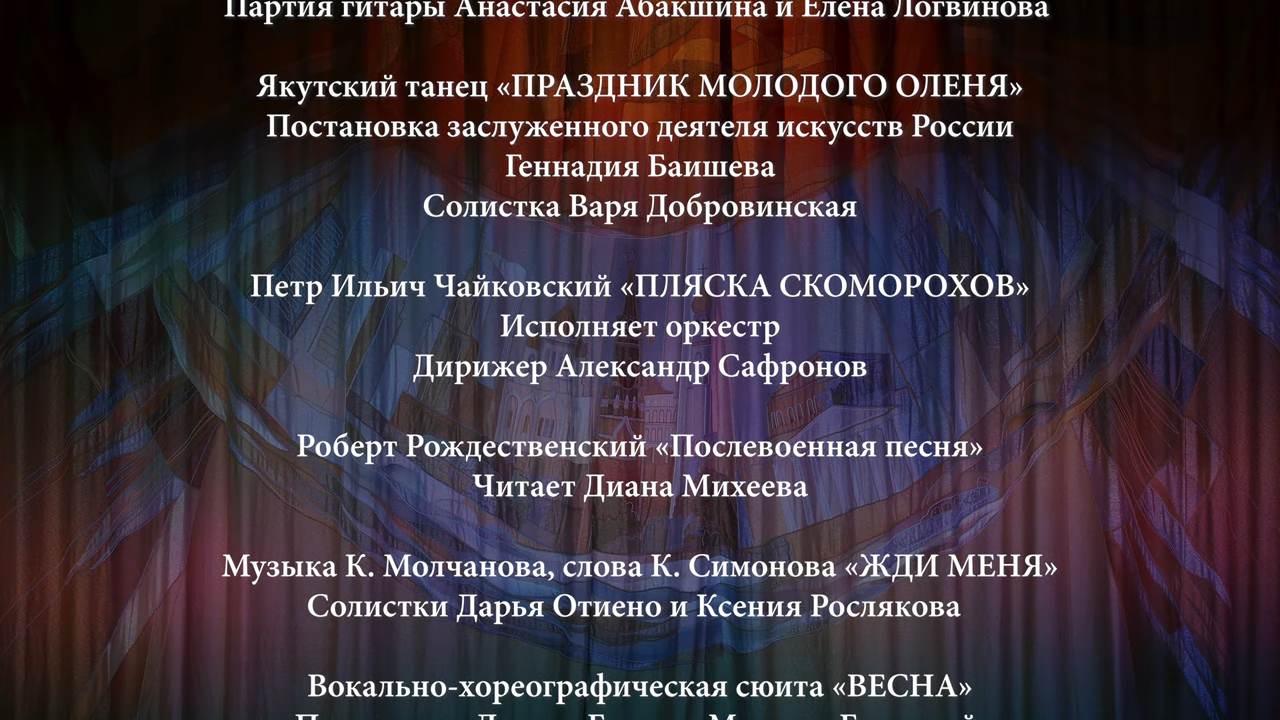 Партия гитары Анастасия Абакшина и Елена Логвинова
Якутский танец «ПРАЗДНИК МОЛОДОГО ОЛЕНЯ»
Постановка заслуженного деятеля искусств России
Геннадия Баишева
Солистка Варя Добровинская
Петр Ильич Чайковский «ПЛЯСКА СКОМОРОХОВ»
Исполняет оркестр
Дирижер Александр Сафронов
Роберт Рождественский «Послевоенная песня»
Читает Диана Михеева
Музыка К. Молчанова, слова К. Симонова «ЖДИ МЕНЯ»
Солистки Дарья Отиено и Ксения Рослякова
Вокально-хореографическая сюита «ВЕСНА»